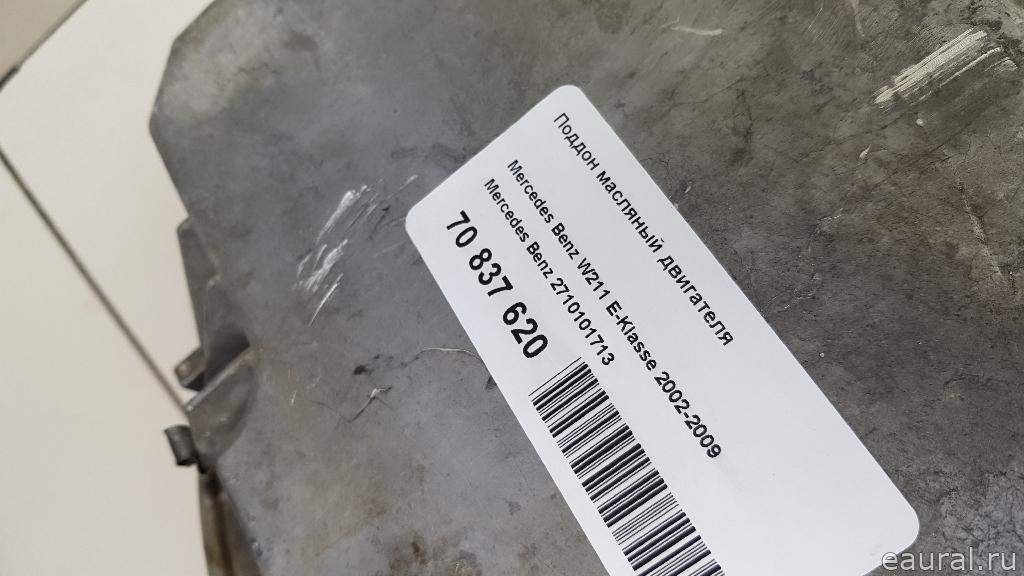 Поддон масляный двигателя
Mercedes Benz W211 E-Klasse 2002-2009
Mercedes Benz 2710101713
70 837 620
eaural.ru